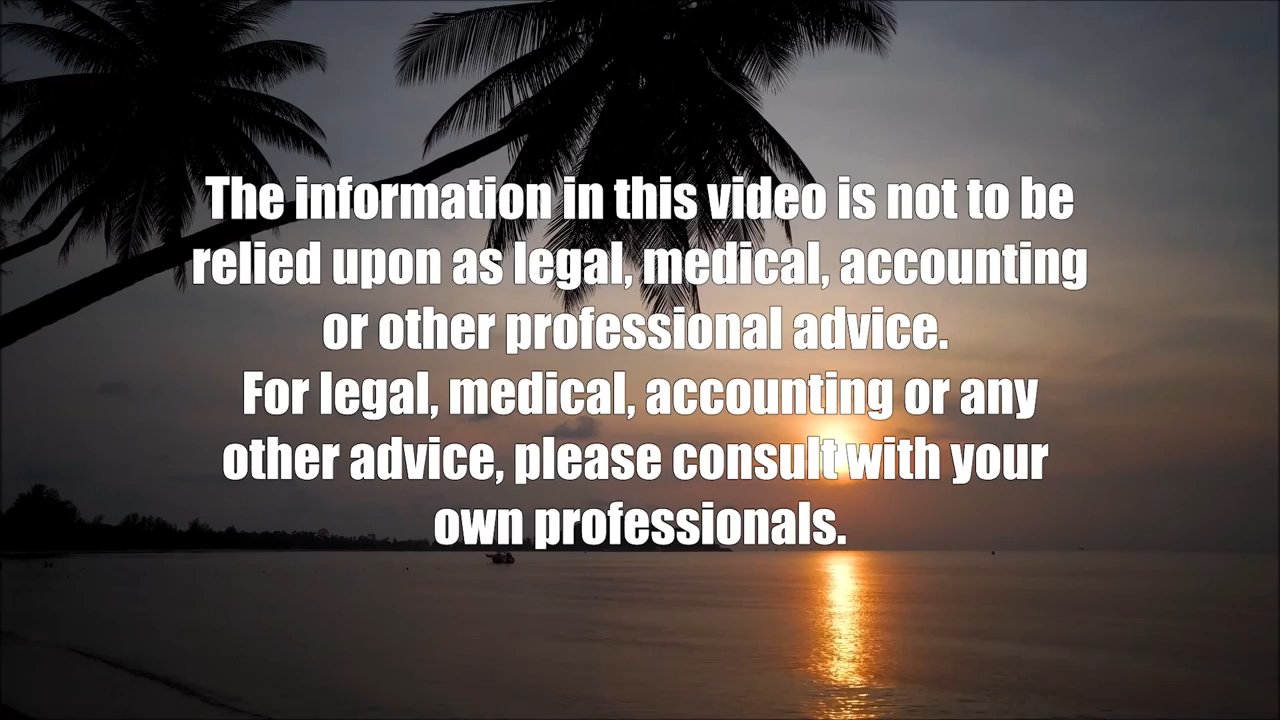 The information in this video is not to be
relied upon as legal, medical, accounting
or other professional advice.
For legal, medical, accounting or any
other advice, please consult with your
own professionals.